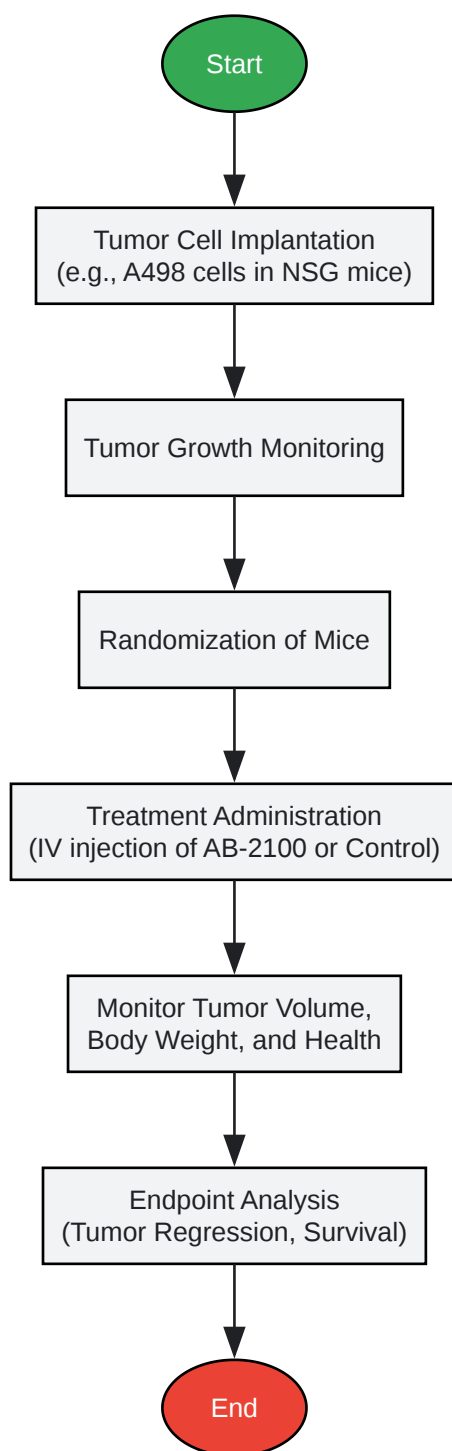 Start
Tumor Cell Implantation
(e.g., A498 cells in NSG mice)
Tumor Growth Monitoring
Randomization of Mice
Treatment Administration
(IV injection of AB-2100 or Control)
Monitor Tumor Volume,
Body Weight, and Health
Endpoint Analysis
(Tumor Regression, Survival)
End